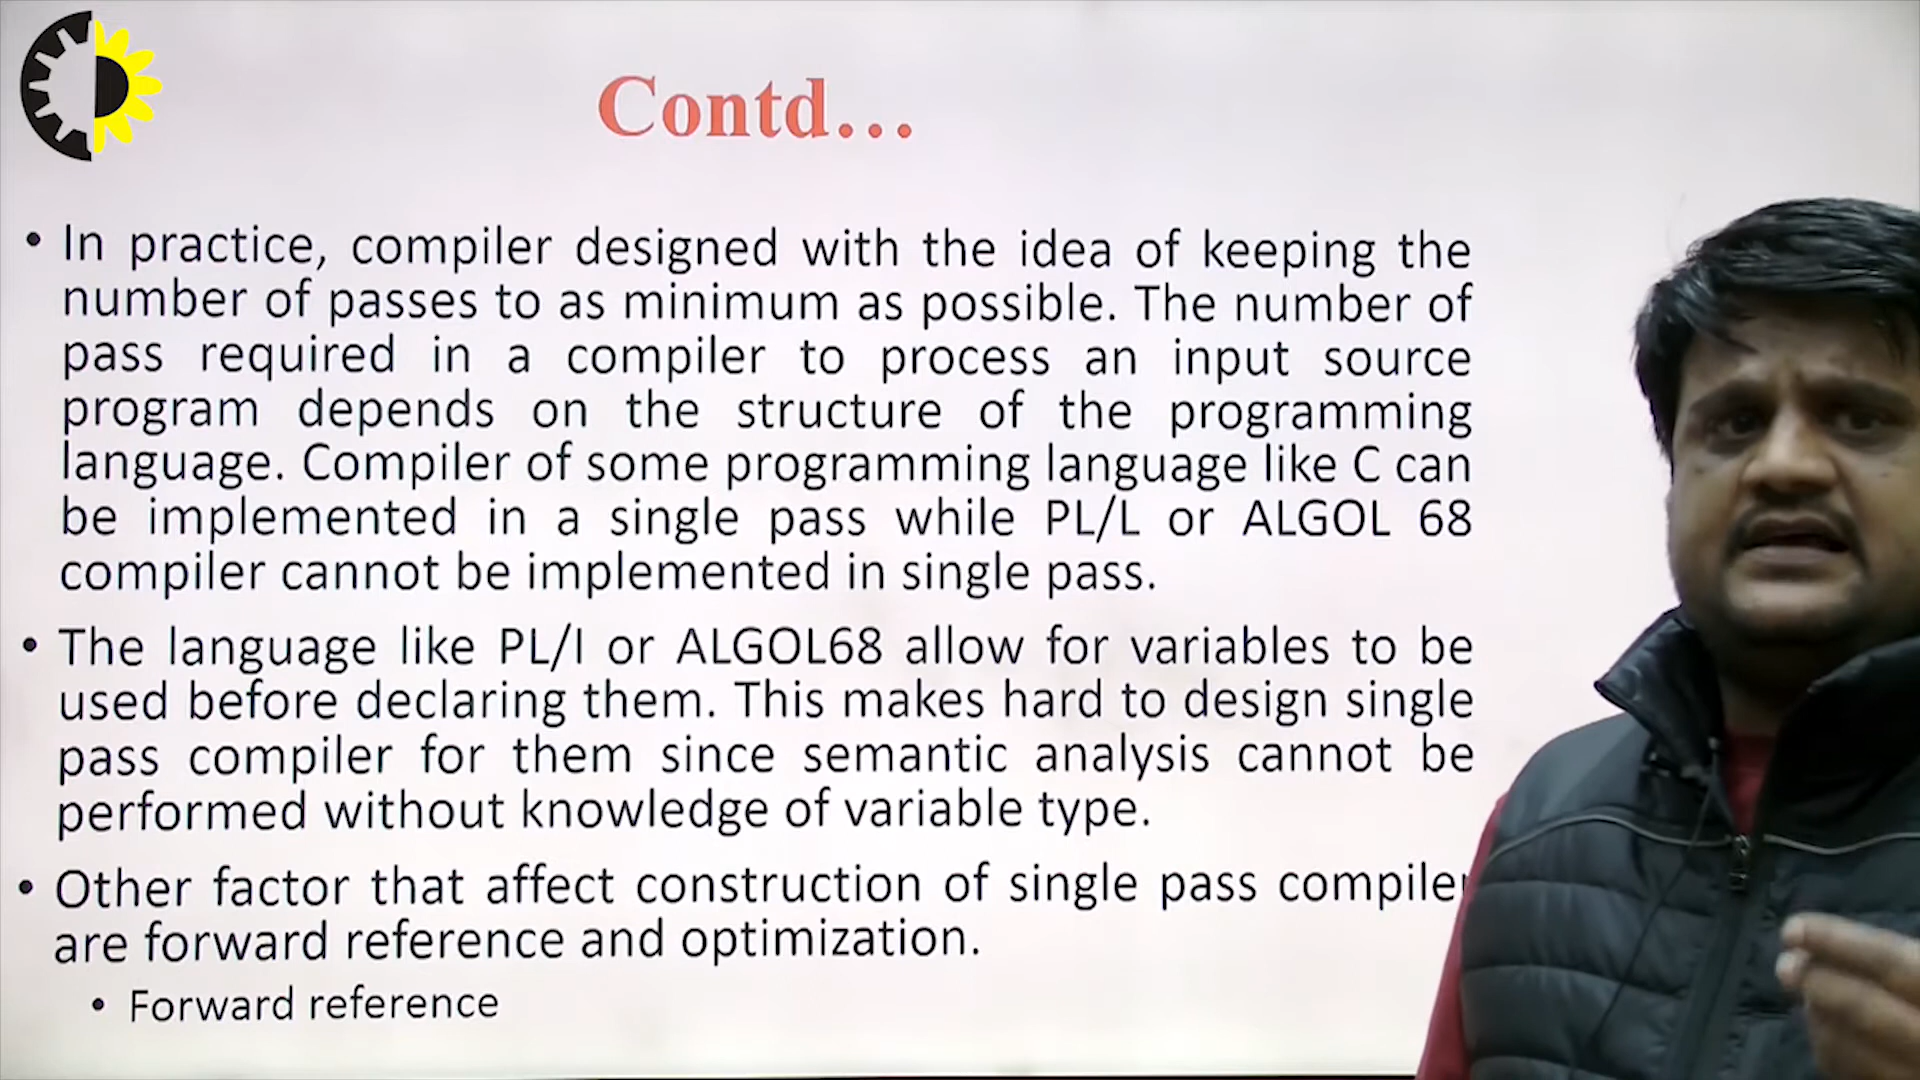 Contd...
• In practice, compiler designed with the idea of keeping the
number of passes to as minimum as possible. The number of
pass required in a compiler to process an input source
program depends on the structure of the programming
language. Compiler of some programming language like C can
be implemented in a single pass while PL/L or ALGOL 68
compiler cannot be implemented in single pass.
• The language like PL/I or ALGOL68 allow for variables to be
used before declaring them. This makes hard to design single
pass compiler for them since semantic analysis cannot be
performed without knowledge of variable type.
• Other factor that affect construction of single pass compiler
are forward reference and optimization.
• Forward reference